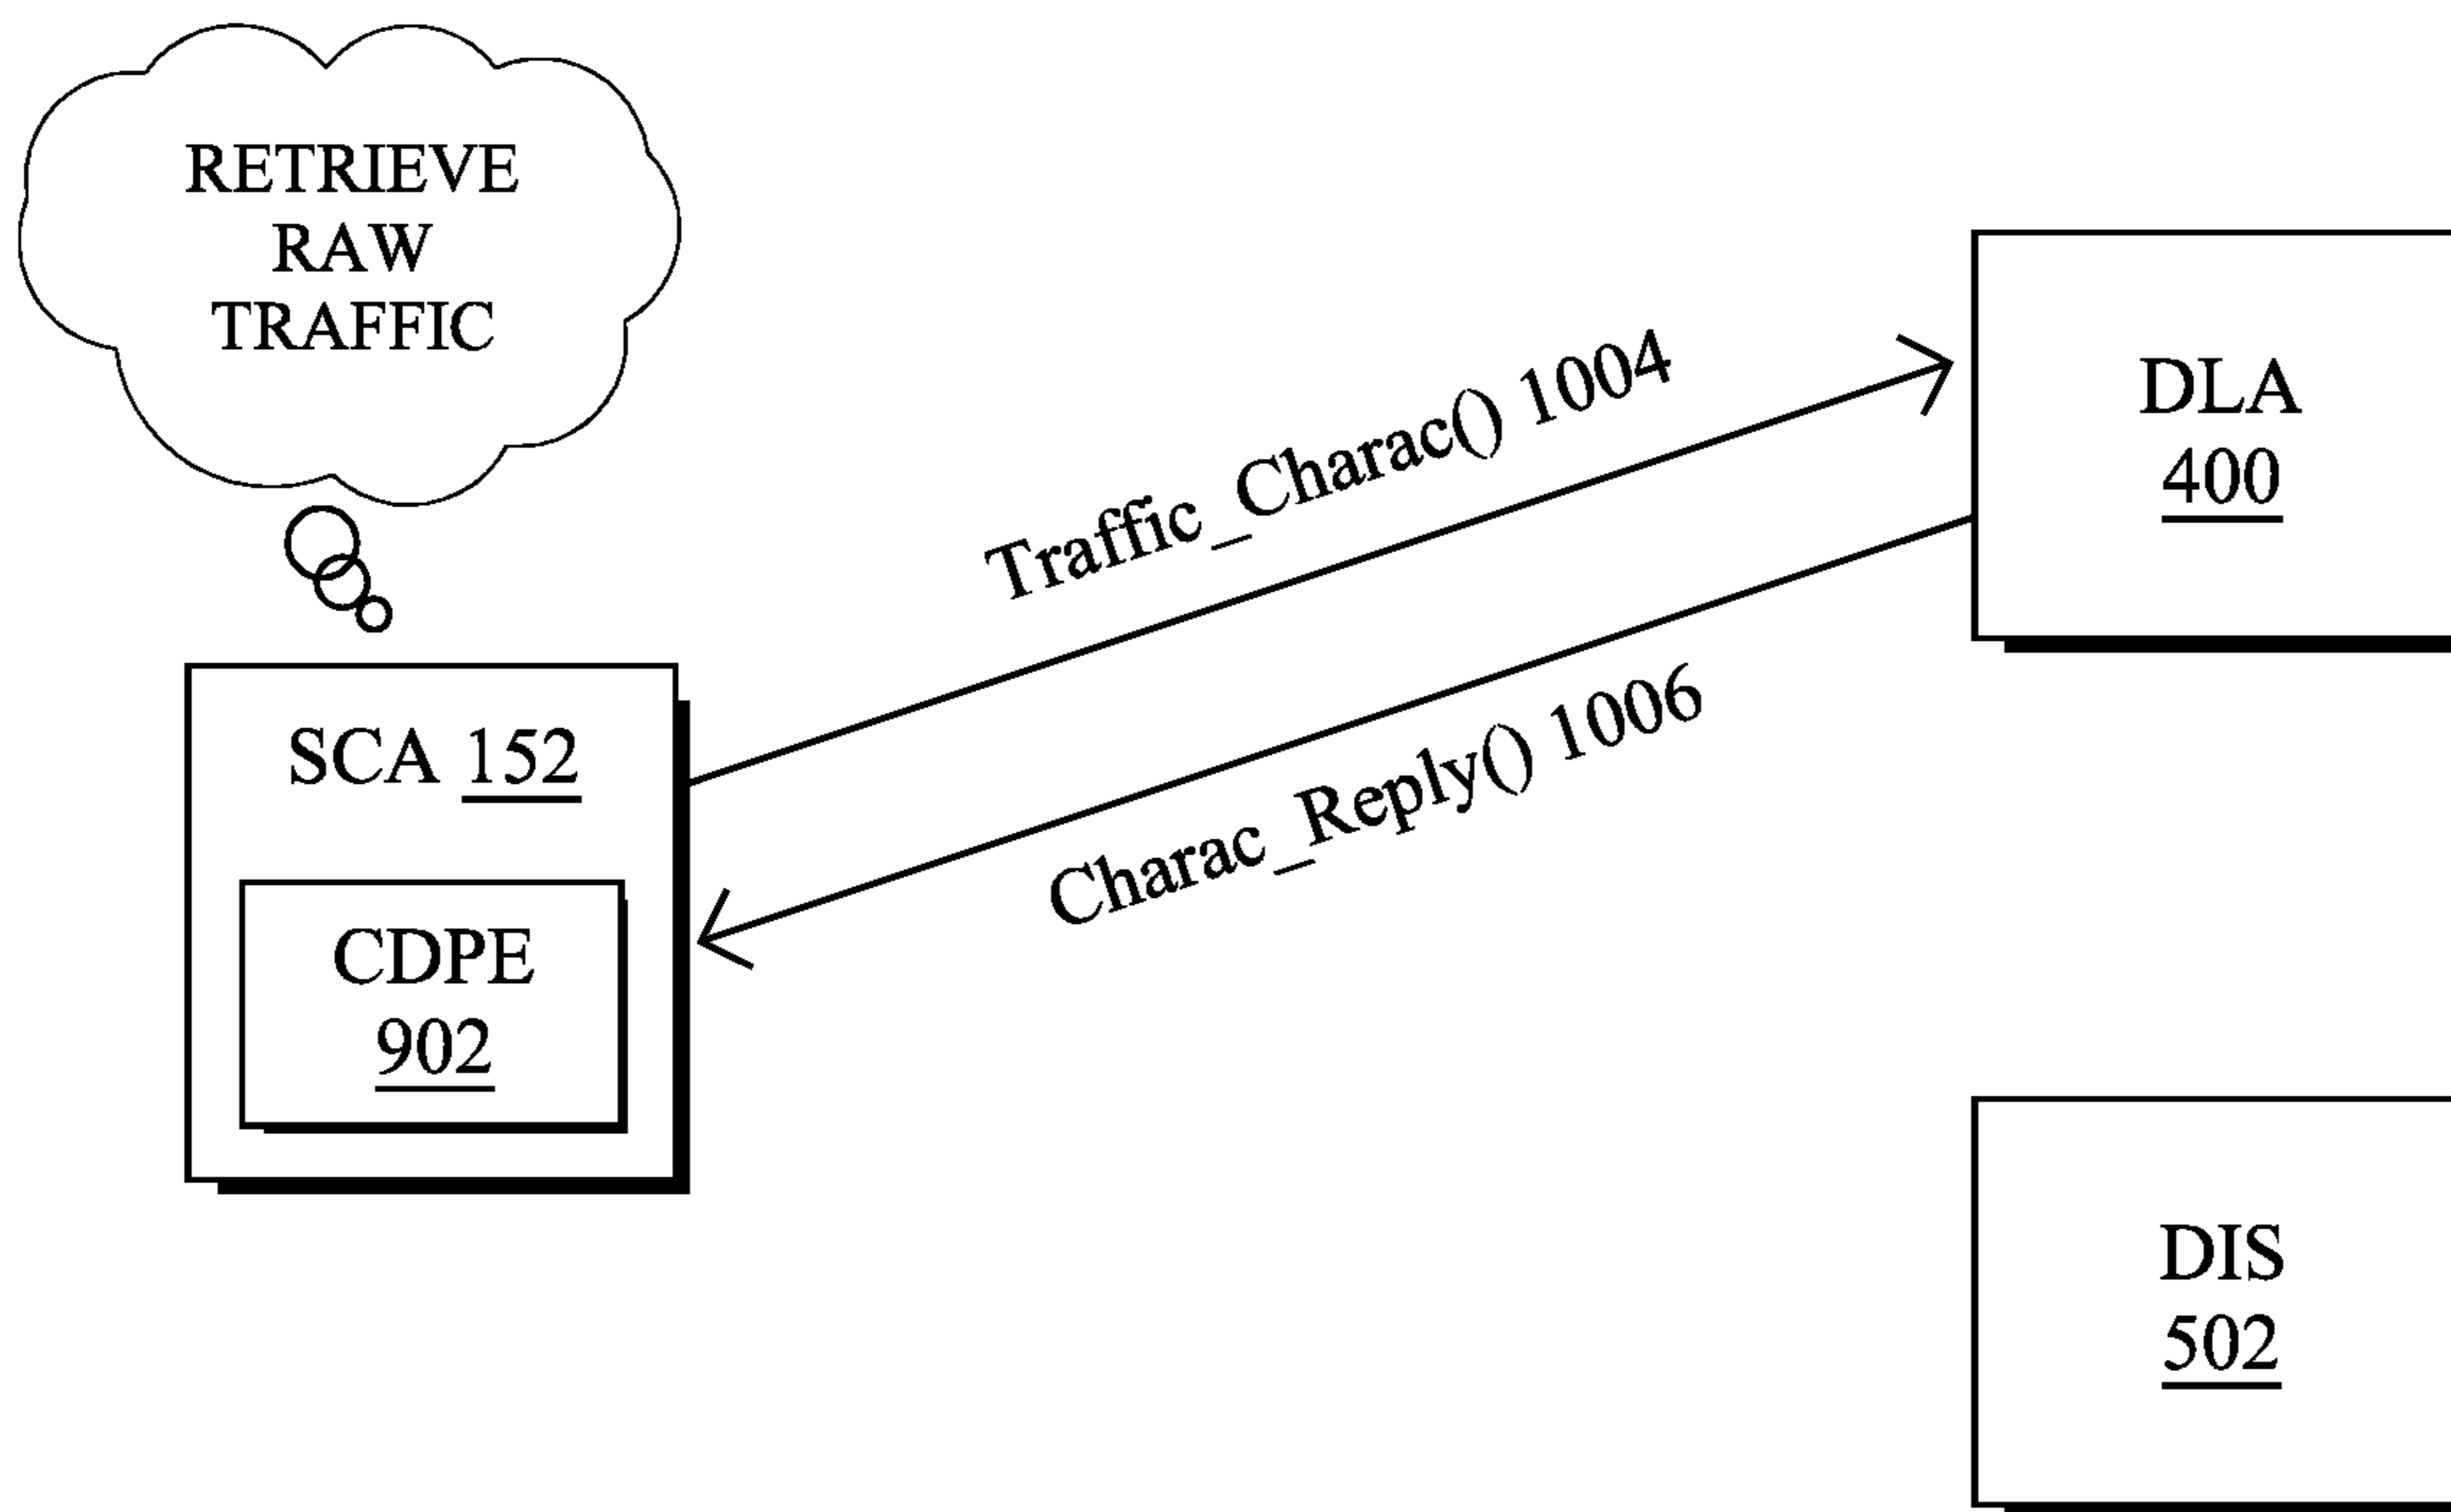 RETRIEVE
RAW
TRAFFIC
Traffic_Charac() 1004
DLA
400
Charac_Reply() 1006
SCA 152
CDPE
902
DIS
502